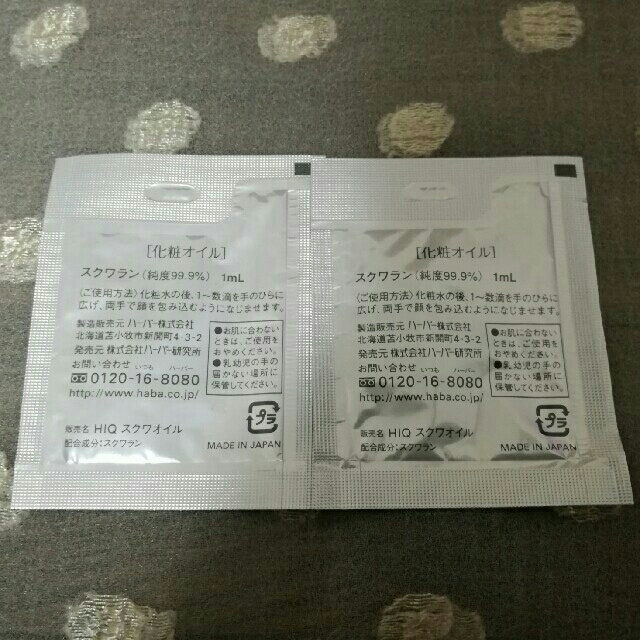 [化粧オイル]
スクワラン(純度99.9%) 1mL
〈ご使用方法〉化粧水の後、1〜数滴を手のひらに
広げ、両手で顔を包み込むようになじませます。
製造販売元 ハーバー株式会社
北海道苫小牧市新開町4-3-2
発売元 株式会社ハーバー研究所
お問い合わせ いつも ハーバー
0120-16-8080
http://www.haba.co.jp/
●お肌に合わない
ときは、ご使用を
おやめください。
●乳幼児の手の
届かない場所に
保管してください。
プラ
販売名 HIQ スクワオイル
配合成分:スクワラン
MADE IN JAPAN
[化粧オイル]
スクワラン(純度99.9%) 1mL
〈ご使用方法〉化粧水の後、1〜数滴を手のひらに
広げ、両手で顔を包み込むようになじませます。
製造販売元 ハーバー株式会社
北海道苫小牧市新開町4-3-2
発売元 株式会社ハーバー研究所
お問い合わせ いつも ハーバー
0120-16-8080
http://www.haba.co.jp/
●お肌に合わない
ときは、ご使用を
おやめください。
●乳幼児の手の
届かない場所に
保管してください。
プラ
販売名 HIQ スクワオイル
配合成分:スクワラン
MADE IN JAPAN